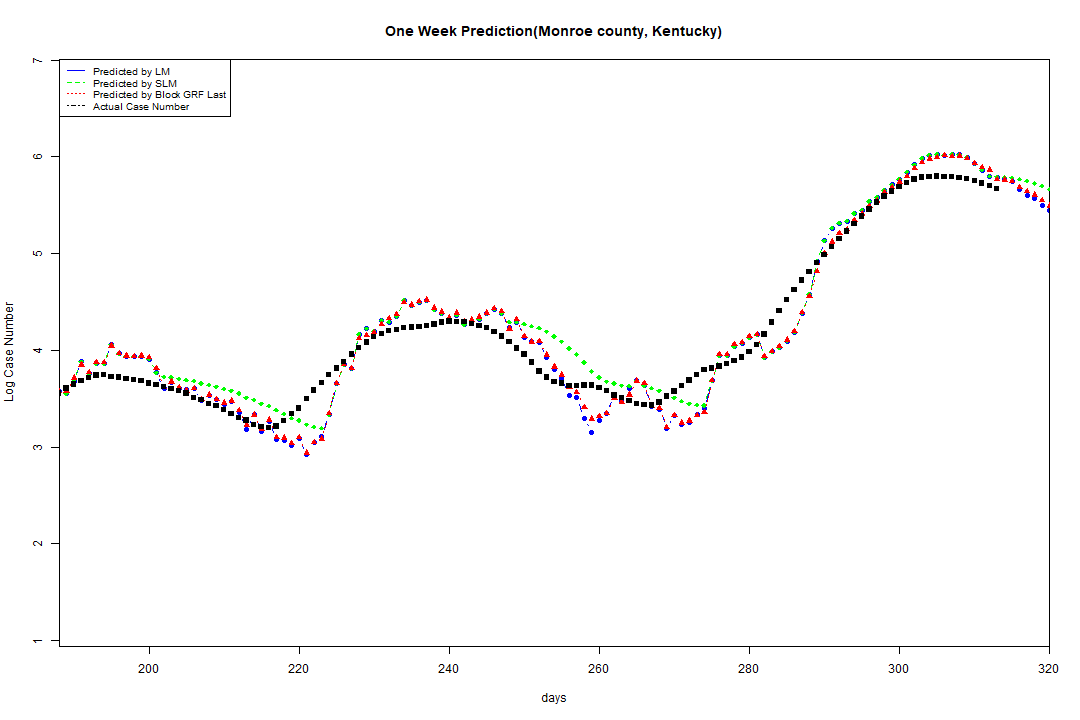 One Week Prediction(Monroe county, Kentucky)
Predicted by LM
Predicted by SLM
Predicted by Block GRF Last
Actual Case Number
7
6
5
4
3
2
1
Log Case Number
200 220 240 260 280 300 320
days